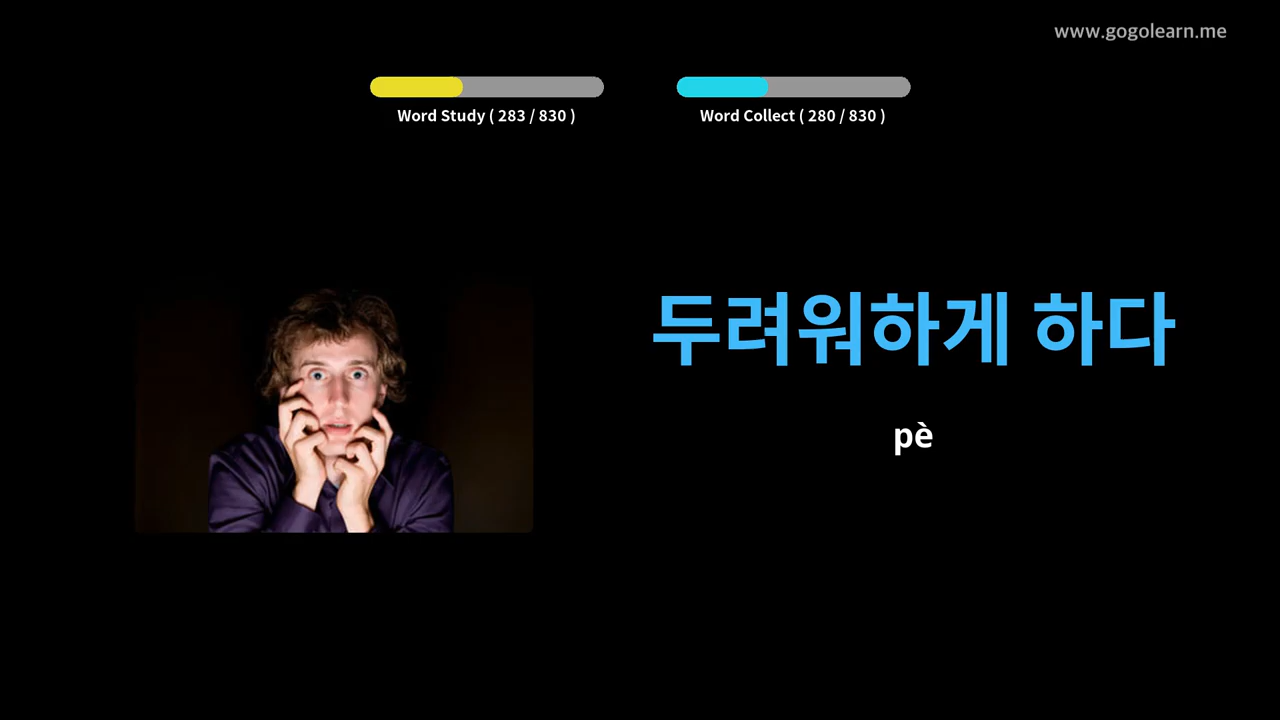 www.gogolearn.me
Word Study ( 283 / 830 )
Word Collect ( 280 / 830 )
두려워하게 하다
pè